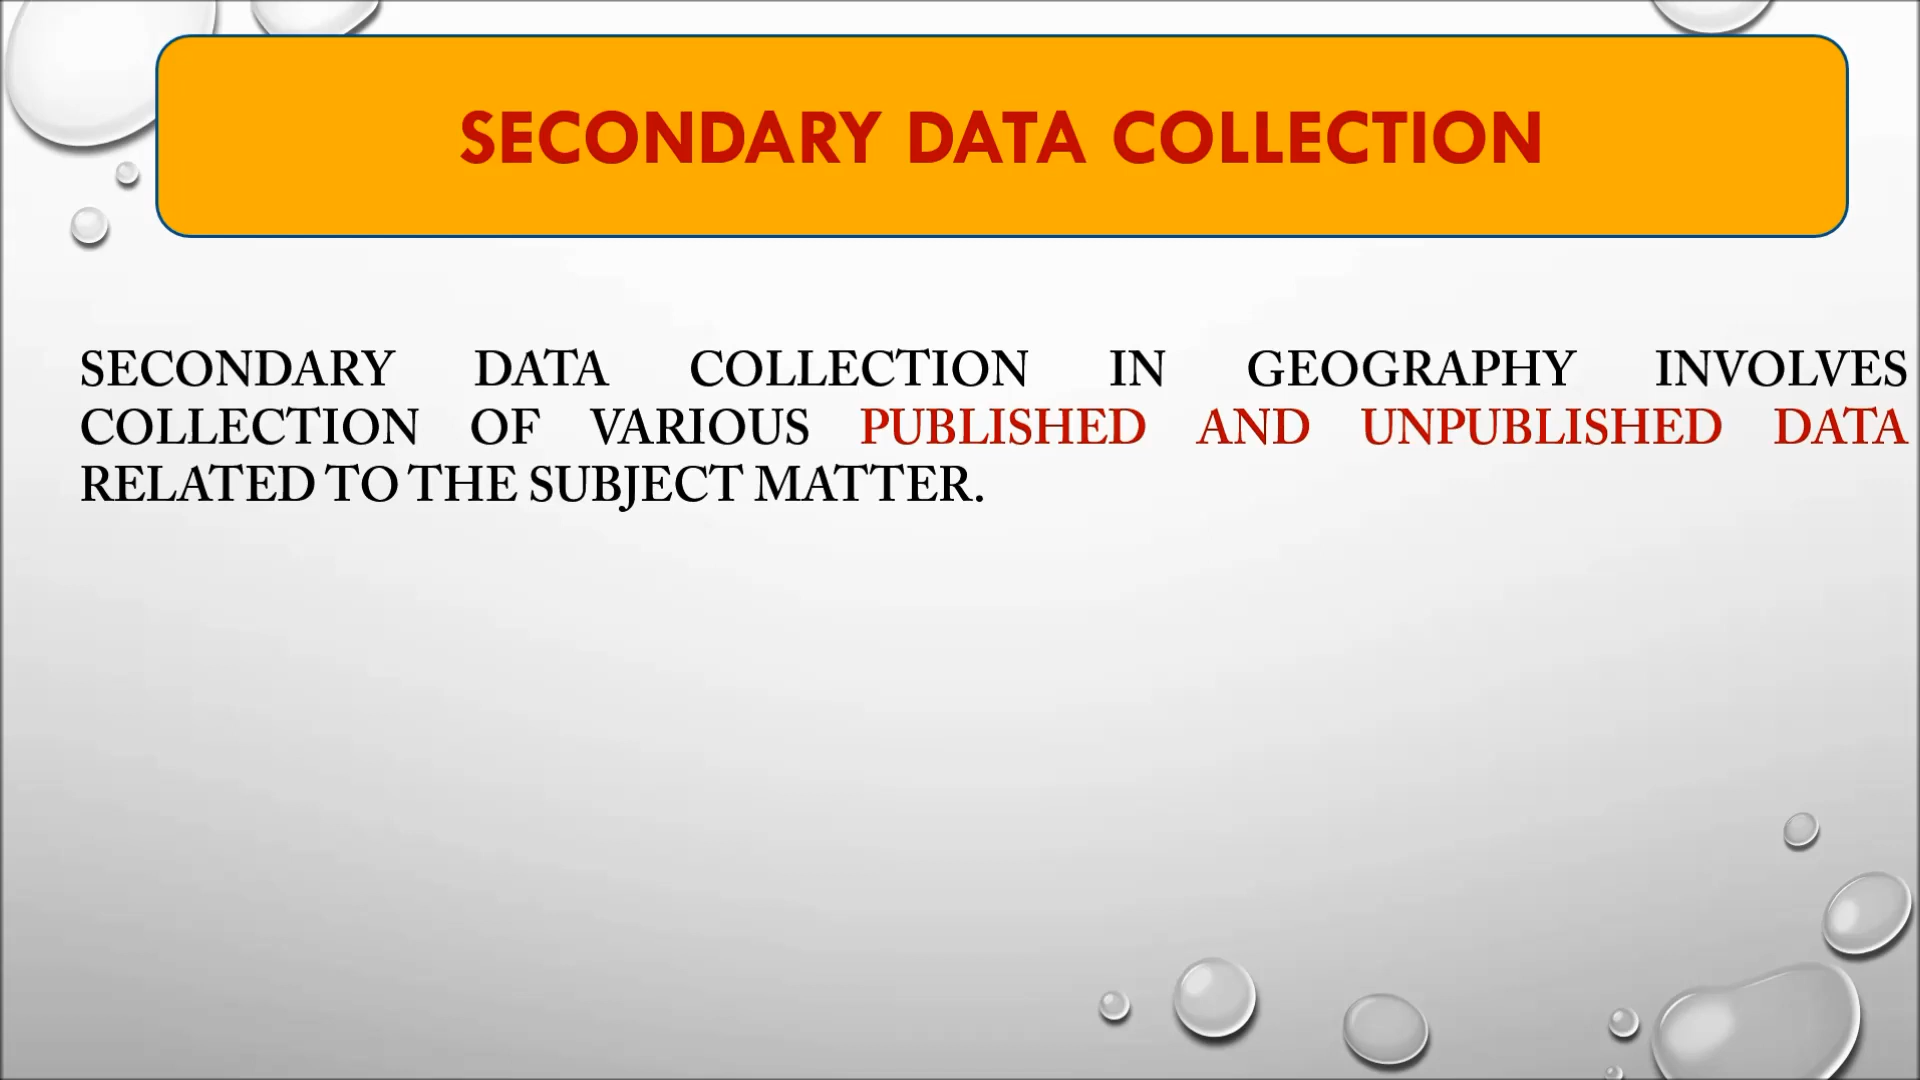 SECONDARY DATA COLLECTION
SECONDARY DATA COLLECTION IN GEOGRAPHY INVOLVES
COLLECTION OF VARIOUS PUBLISHED AND UNPUBLISHED DATA
RELATED TO THE SUBJECT MATTER.